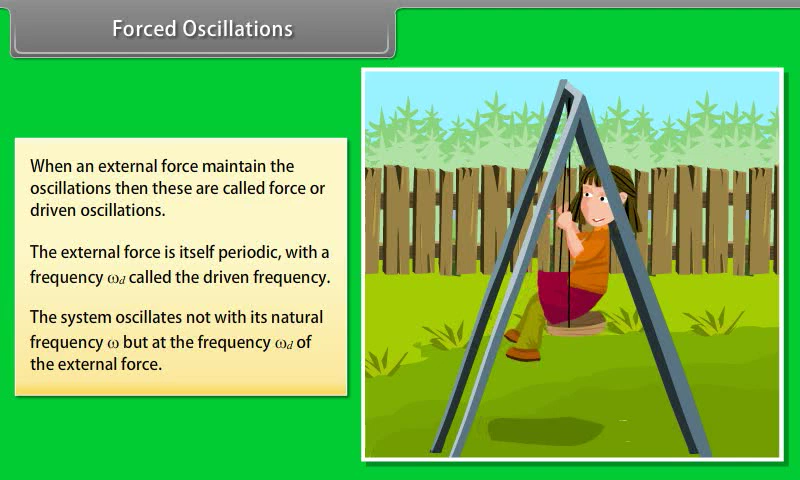 Forced Oscillations
When an external force maintain the
oscillations then these are called force or
driven oscillations.
The external force is itself periodic, with a
frequency ω_d called the driven frequency.
The system oscillates not with its natural
frequency ω but at the frequency ω_d of
the external force.